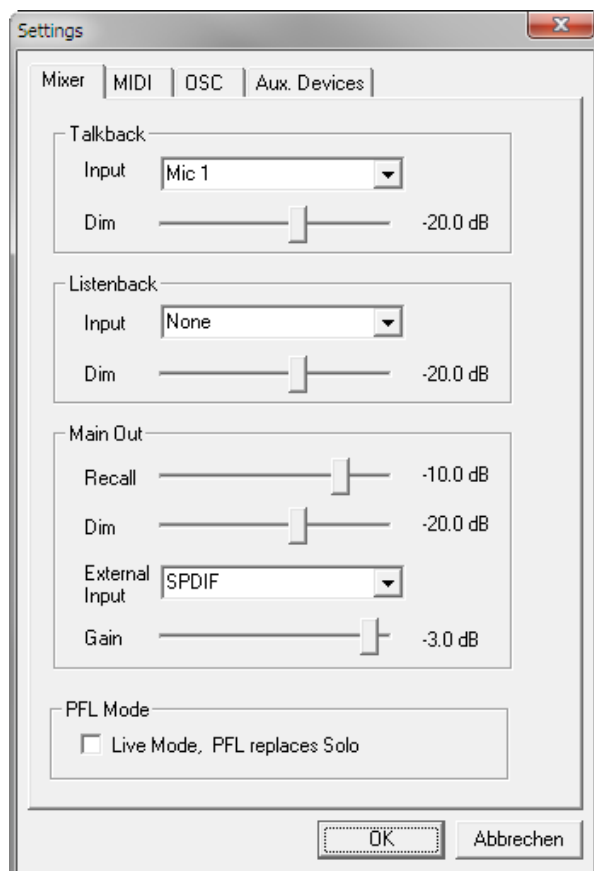 Settings
Mixer MIDI OSC Aux. Devices
Talkback
Input Mic 1
Dim -20.0 dB
Listenback
Input None
Dim -20.0 dB
Main Out
Recall -10.0 dB
Dim -20.0 dB
External
Input SPDIF
Gain -3.0 dB
PFL Mode
Live Mode, PFL replaces Solo
OK Abbrechen